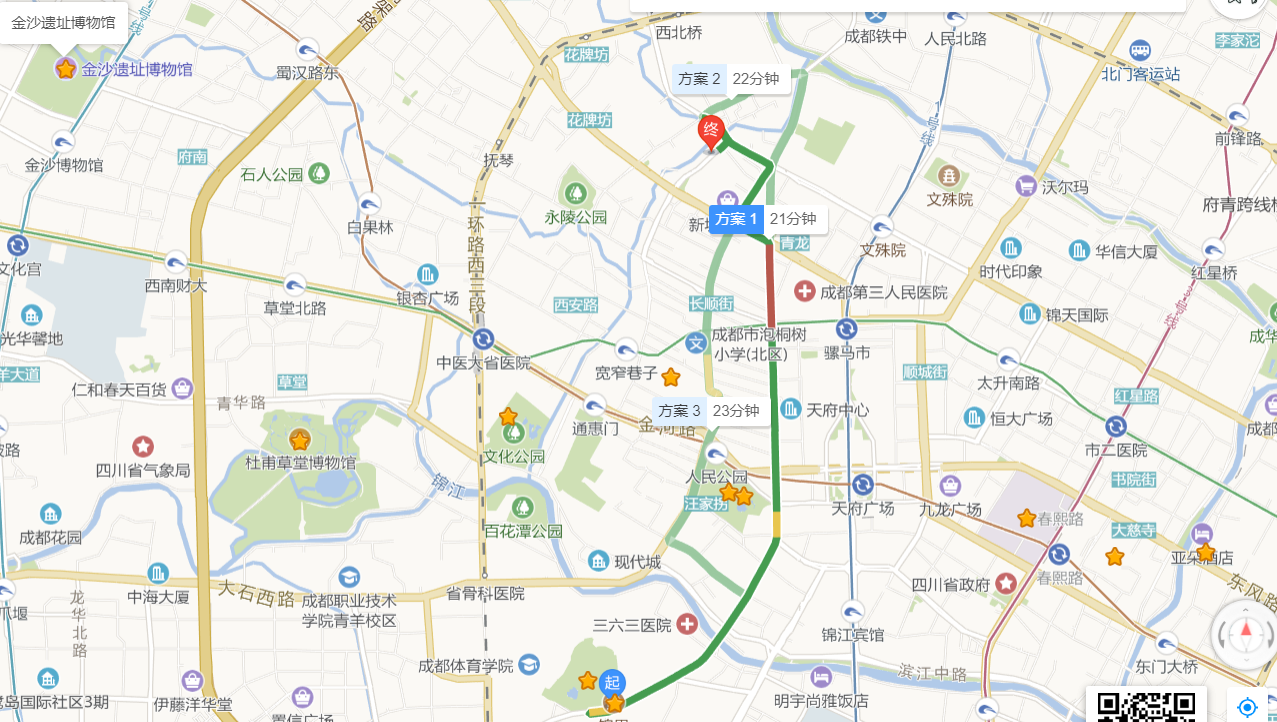 金沙遗址博物馆
西北桥
成都铁中
人民北路
李家沱
花牌坊
金沙遗址博物馆
蜀汉路东
方案 2 22分钟
北门客运站
1号线
花牌坊
终
前锋路
金沙博物馆
府南
抚琴
石人公园
文殊院
沃尔玛
永陵公园
府青跨线桥
白果林
一环路西三段
方案 1 21分钟
青龙
文殊院
时代印象
华信大厦
红星桥
文化宫
西南财大
银杏广场
草堂北路
西安路
长顺街
成都第三人民医院
3号线
锦天国际
光华馨地
中医大省医院
成都市泡桐树
小学(北区)
骡马市
宽窄巷子
顺城街
太升南路
仁和春天百货
草堂
青华路
红星路
方案 3 23分钟
天府中心
恒大广场
通惠门
金河路
四川省气象局
杜甫草堂博物馆
文化公园
市二医院
人民公园
书院街
锦江
汪家拐
天府广场
九龙广场
春熙路
成都花园
百花潭公园
大慈寺
亚朵酒店
现代城
春熙路
四川省政府
东风路
中海大厦
大石西路
成都职业技术
学院青羊校区
省骨科医院
龙华北路
三六三医院
锦江宾馆
成都体育学院
滨江中路
东门大桥
起
鹭岛国际社区3期
伊藤洋华堂
明宇尚雅饭店
置信广场